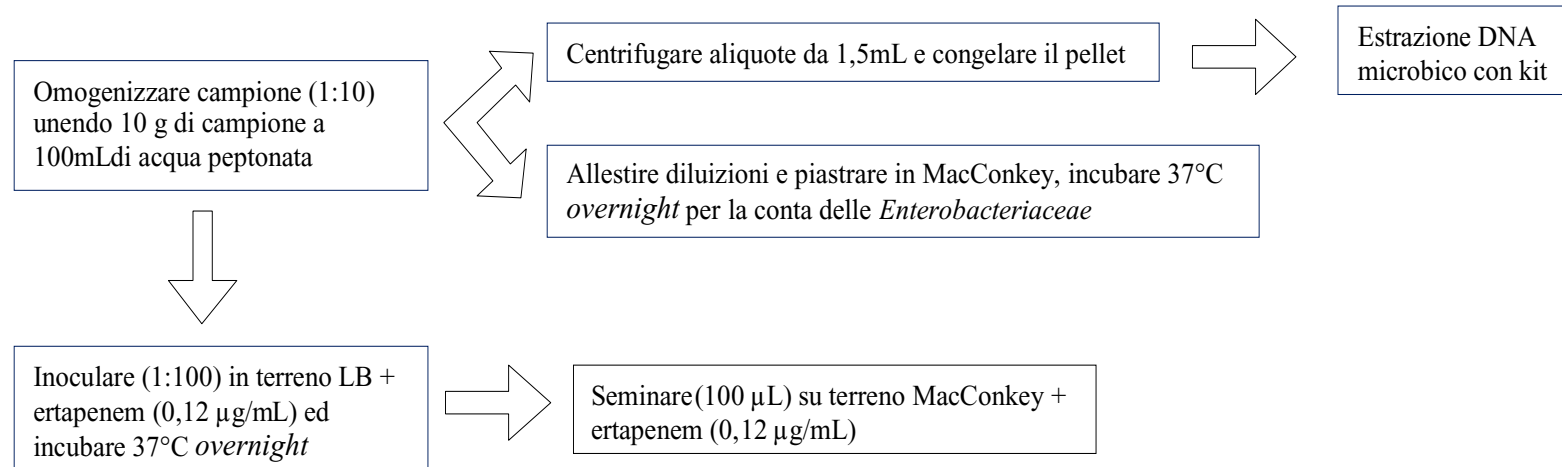 Omogenizzare campione (1:10)
unendo 10 g di campione a
100mLdi acqua peptonata
Centrifugare aliquote da 1,5mL e congelare il pellet
Estrazione DNA
microbico con kit
Allestire diluizioni e piastrare in MacConkey, incubare 37°C
overnight per la conta delle Enterobacteriaceae
Inoculare (1:100) in terreno LB +
ertapenem (0,12 µg/mL) ed
incubare 37°C overnight
Seminare(100 µL) su terreno MacConkey +
ertapenem (0,12 µg/mL)